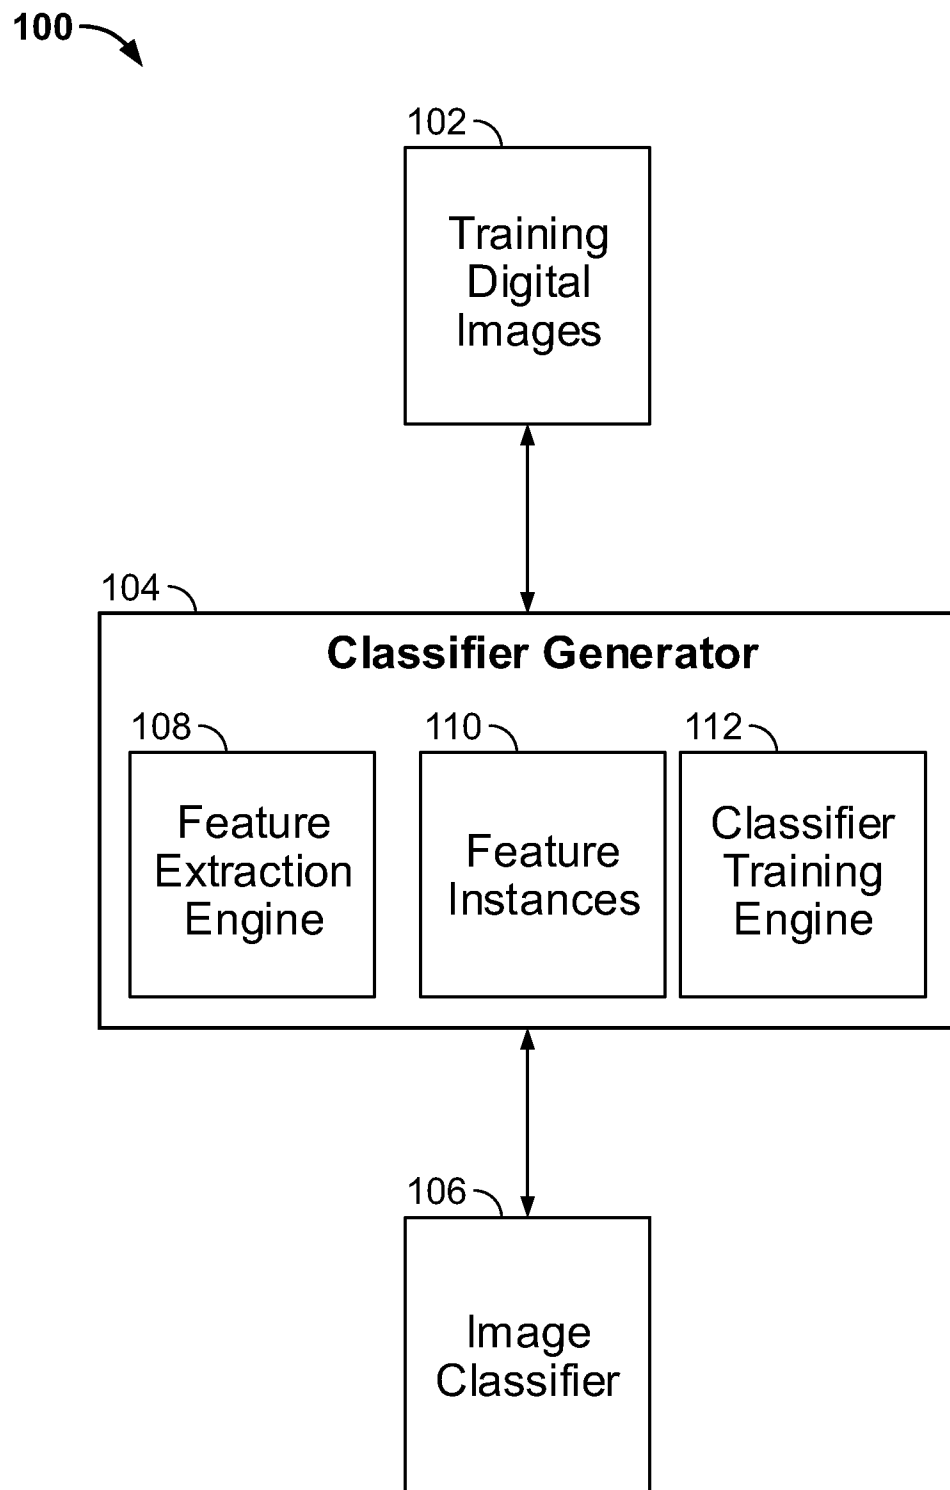 100
102
Training
Digital
Images
104
Classifier Generator
108
Feature
Extraction
Engine
110
Feature
Instances
112
Classifier
Training
Engine
106
Image
Classifier